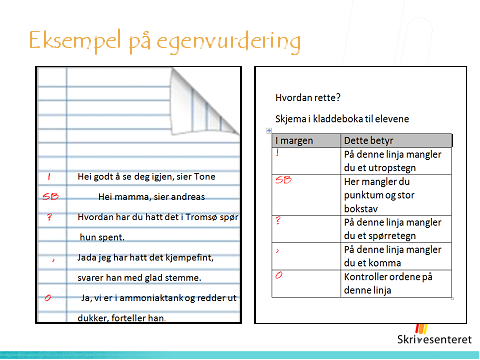 Eksempel på egenvurdering
! Hei godt å se deg igjen, sier Tone
SB Hei mamma, sier andreas
? Hvordan har du hatt det i Tromsø spør
hun spent.
, Jada jeg har hatt det kjempefint,
svarer han med glad stemme.
O Ja, vi er i ammoniaktank og redder ut
dukker, forteller han.
Hvordan rette?
Skjema i kladdeboka til elevene
I margen Dette betyr
! På denne linja mangler
du et utropstegn
SB Her mangler du
punktum og stor
bokstav
? På denne linja mangler
du et spørretegn
, På denne linja mangler
du et komma
O Kontroller ordene på
denne linja
Skrivesenteret